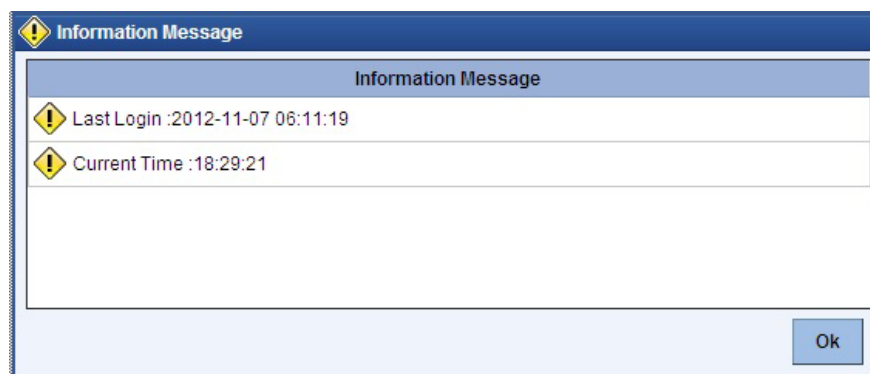 Information Message
Information Message
Last Login :2012-11-07 06:11:19
Current Time :18:29:21
Ok